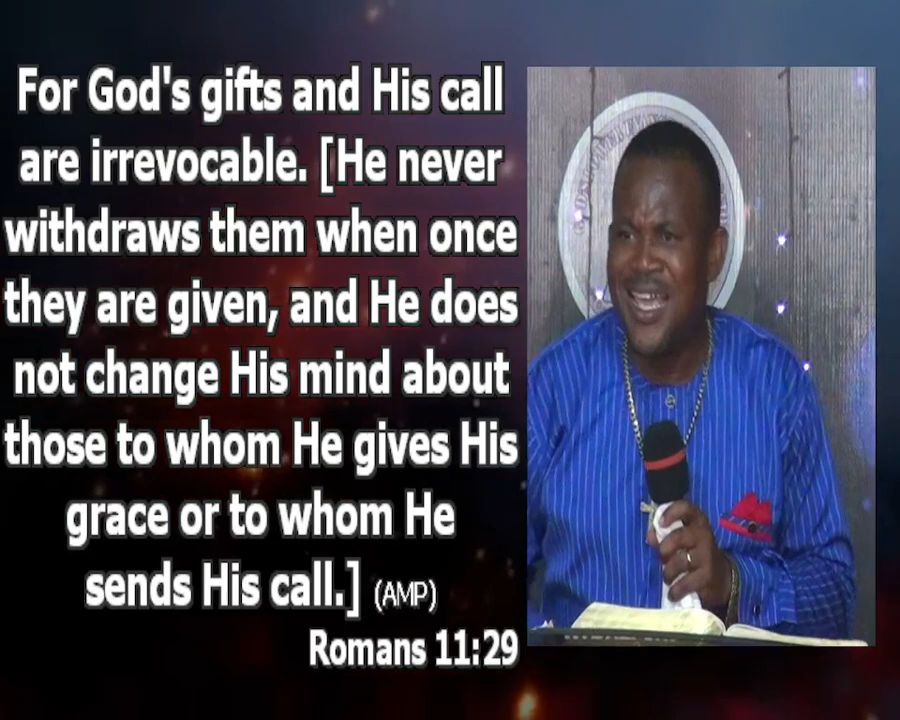 For God's gifts and His call
are irrevocable. [He never
withdraws them when once
they are given, and He does
not change His mind about
those to whom He gives His
grace or to whom He
sends His call.] (AMP)
Romans 11:29